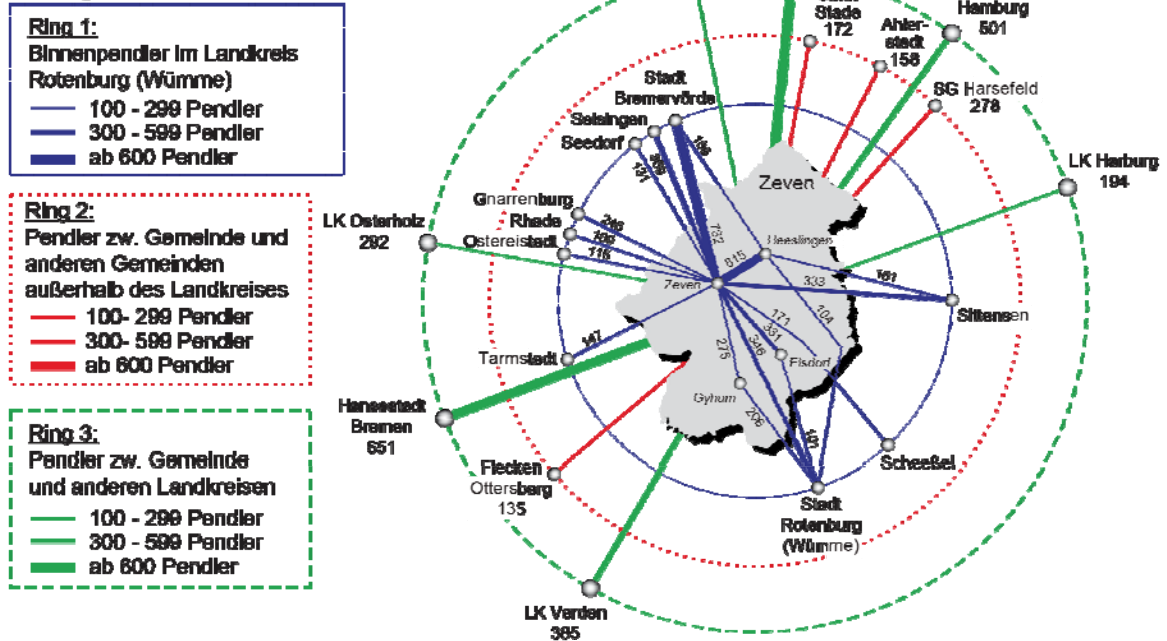 Ring 1:
Binnenpendler im Landkreis
Rotenburg (Wümme)
100 - 299 Pendler
300 - 599 Pendler
ab 600 Pendler
Ring 2:
Pendler zw. Gemeinde und
anderen Gemeinden
außerhalb des Landkreises
100- 299 Pendler
300- 599 Pendler
ab 600 Pendler
Ring 3:
Pendler zw. Gemeinde
und anderen Landkreisen
100 - 299 Pendler
300 - 599 Pendler
ab 600 Pendler
Stade
172
Ahler-
stedt
158
Hamburg
501
SG Harsefeld
278
LK Harburg
194
Stadt
Bremervörde
Selsingen
Seedorf
Gnarrenburg
Rhade
Ostereistedt
LK Osterholz
292
Tarmstedt
Hansestadt
Bremen
651
Flecken
Ottersberg
135
LK Verden
385
Stadt
Rotenburg
(Wümme)
Scheeßel
Sittensen
Zeven
Heeslingen
Zeven
Elsdorf
Gyhum
732
815
333
161
104
171
331
346
275
206
101
147
115
246